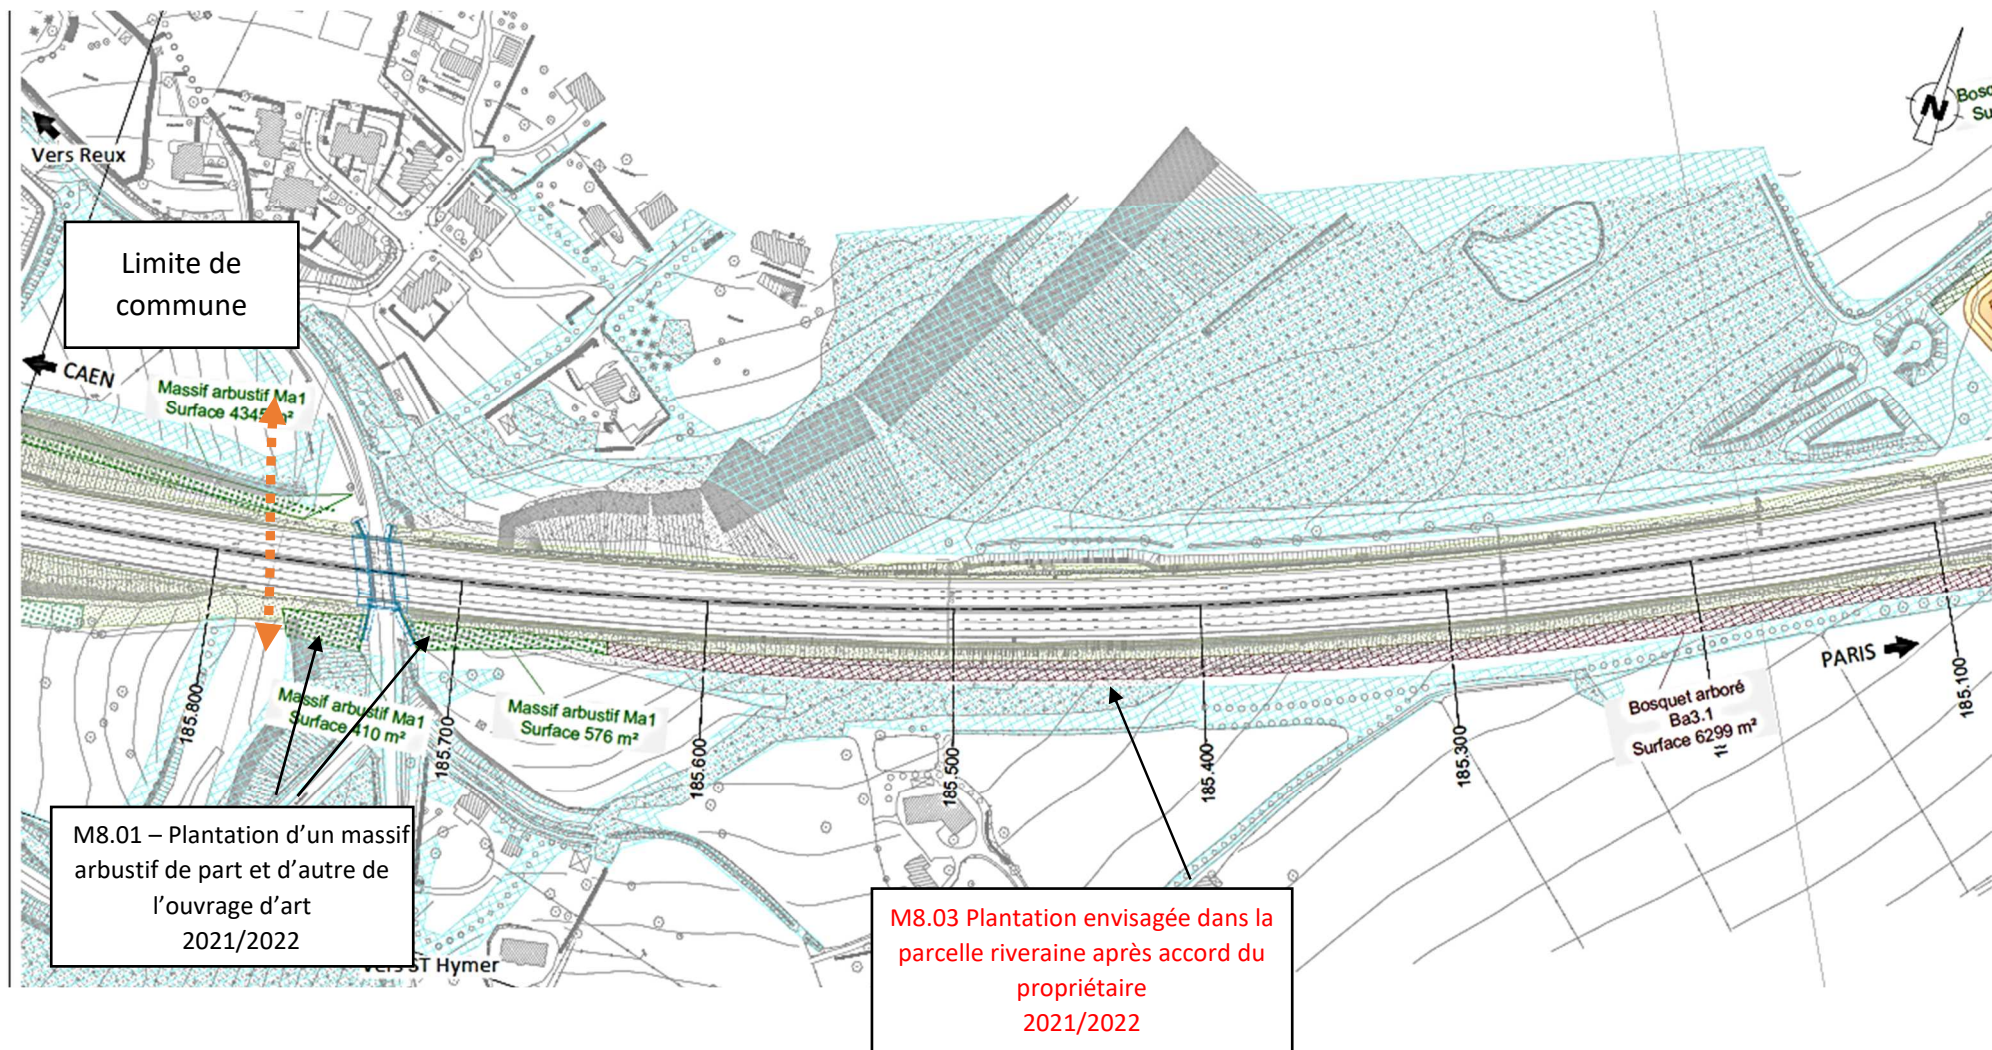 N
Bosq
Su
Vers Reux
Limite de
commune
CAEN
Massif arbustif Ma1
Surface 4345 m²
185.800
Massif arbustif Ma1
Surface 410 m²
185.700
Massif arbustif Ma1
Surface 576 m²
185.600
185.500
185.400
185.300
Bosquet arboré
Ba3.1
Surface 6299 m²
PARIS
185.100
M8.01 – Plantation d’un massif
arbustif de part et d’autre de
l’ouvrage d’art
2021/2022
Vers ST Hymer
M8.03 Plantation envisagée dans la
parcelle riveraine après accord du
propriétaire
2021/2022